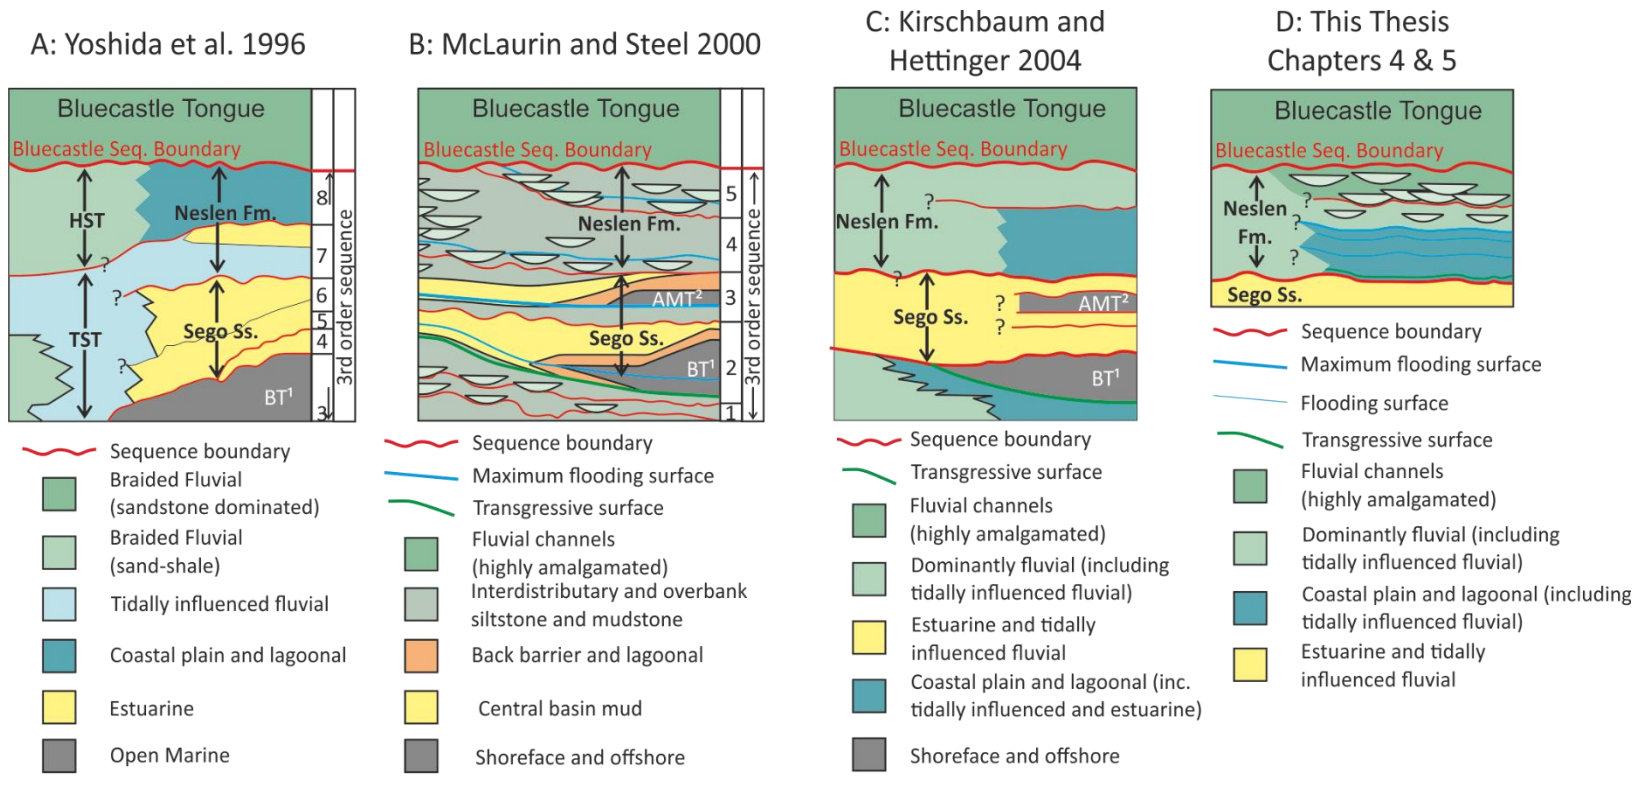 A: Yoshida et al. 1996
Bluecastle Tongue
Bluecastle Seq. Boundary
HST
Neslen Fm.
?
TST
?
?
Sego Ss.
BT¹
8
7
6
5
4
3
3rd order sequence
Sequence boundary
Braided Fluvial
(sandstone dominated)
Braided Fluvial
(sand-shale)
Tidally influenced fluvial
Coastal plain and lagoonal
Estuarine
Open Marine
B: McLaurin and Steel 2000
Bluecastle Tongue
Bluecastle Seq. Boundary
Neslen Fm.
AMT²
Sego Ss.
BT¹
5
4
3
2
1
3rd order sequence
Sequence boundary
Maximum flooding surface
Transgressive surface
Fluvial channels
(highly amalgamated)
Interdistributary and overbank
siltstone and mudstone
Back barrier and lagoonal
Central basin mud
Shoreface and offshore
C: Kirschbaum and
Hettinger 2004
Bluecastle Tongue
Bluecastle Seq. Boundary
?
Neslen Fm.
?
?
AMT²
Sego Ss.
?
BT¹
Sequence boundary
Transgressive surface
Fluvial channels
(highly amalgamated)
Dominantly fluvial (including
tidally influenced fluvial)
Estuarine and tidally
influenced fluvial
Coastal plain and lagoonal (inc.
tidally influenced and estuarine)
Shoreface and offshore
D: This Thesis
Chapters 4 & 5
Bluecastle Tongue
Bluecastle Seq. Boundary
Neslen
Fm.
?
?
?
Sego Ss.
Sequence boundary
Maximum flooding surface
Flooding surface
Transgressive surface
Fluvial channels
(highly amalgamated)
Dominantly fluvial (including
tidally influenced fluvial)
Coastal plain and lagoonal (including
tidally influenced fluvial)
Estuarine and tidally
influenced fluvial